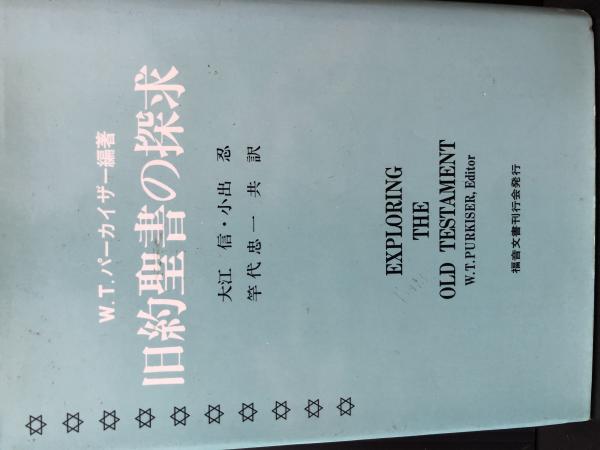 W.T.パーカイザー編著
旧約聖書の探求
大江 信・小出 忍
竿代忠一 共 訳
EXPLORING
THE
OLD TESTAMENT
W.T.PURKISER, Editor
福音文書刊行会発行